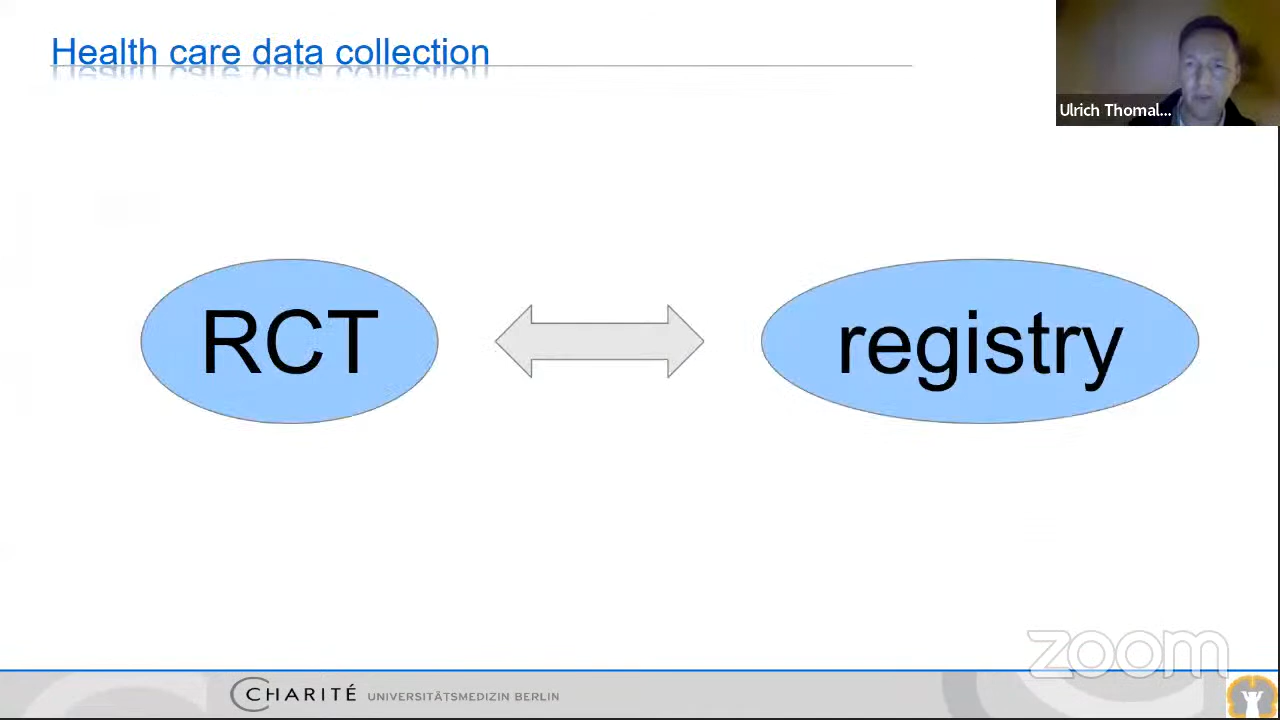 Health care data collection
Ulrich Thomal...
RCT
registry
zoom
CHARITÉ UNIVERSITÄTSMEDIZIN BERLIN